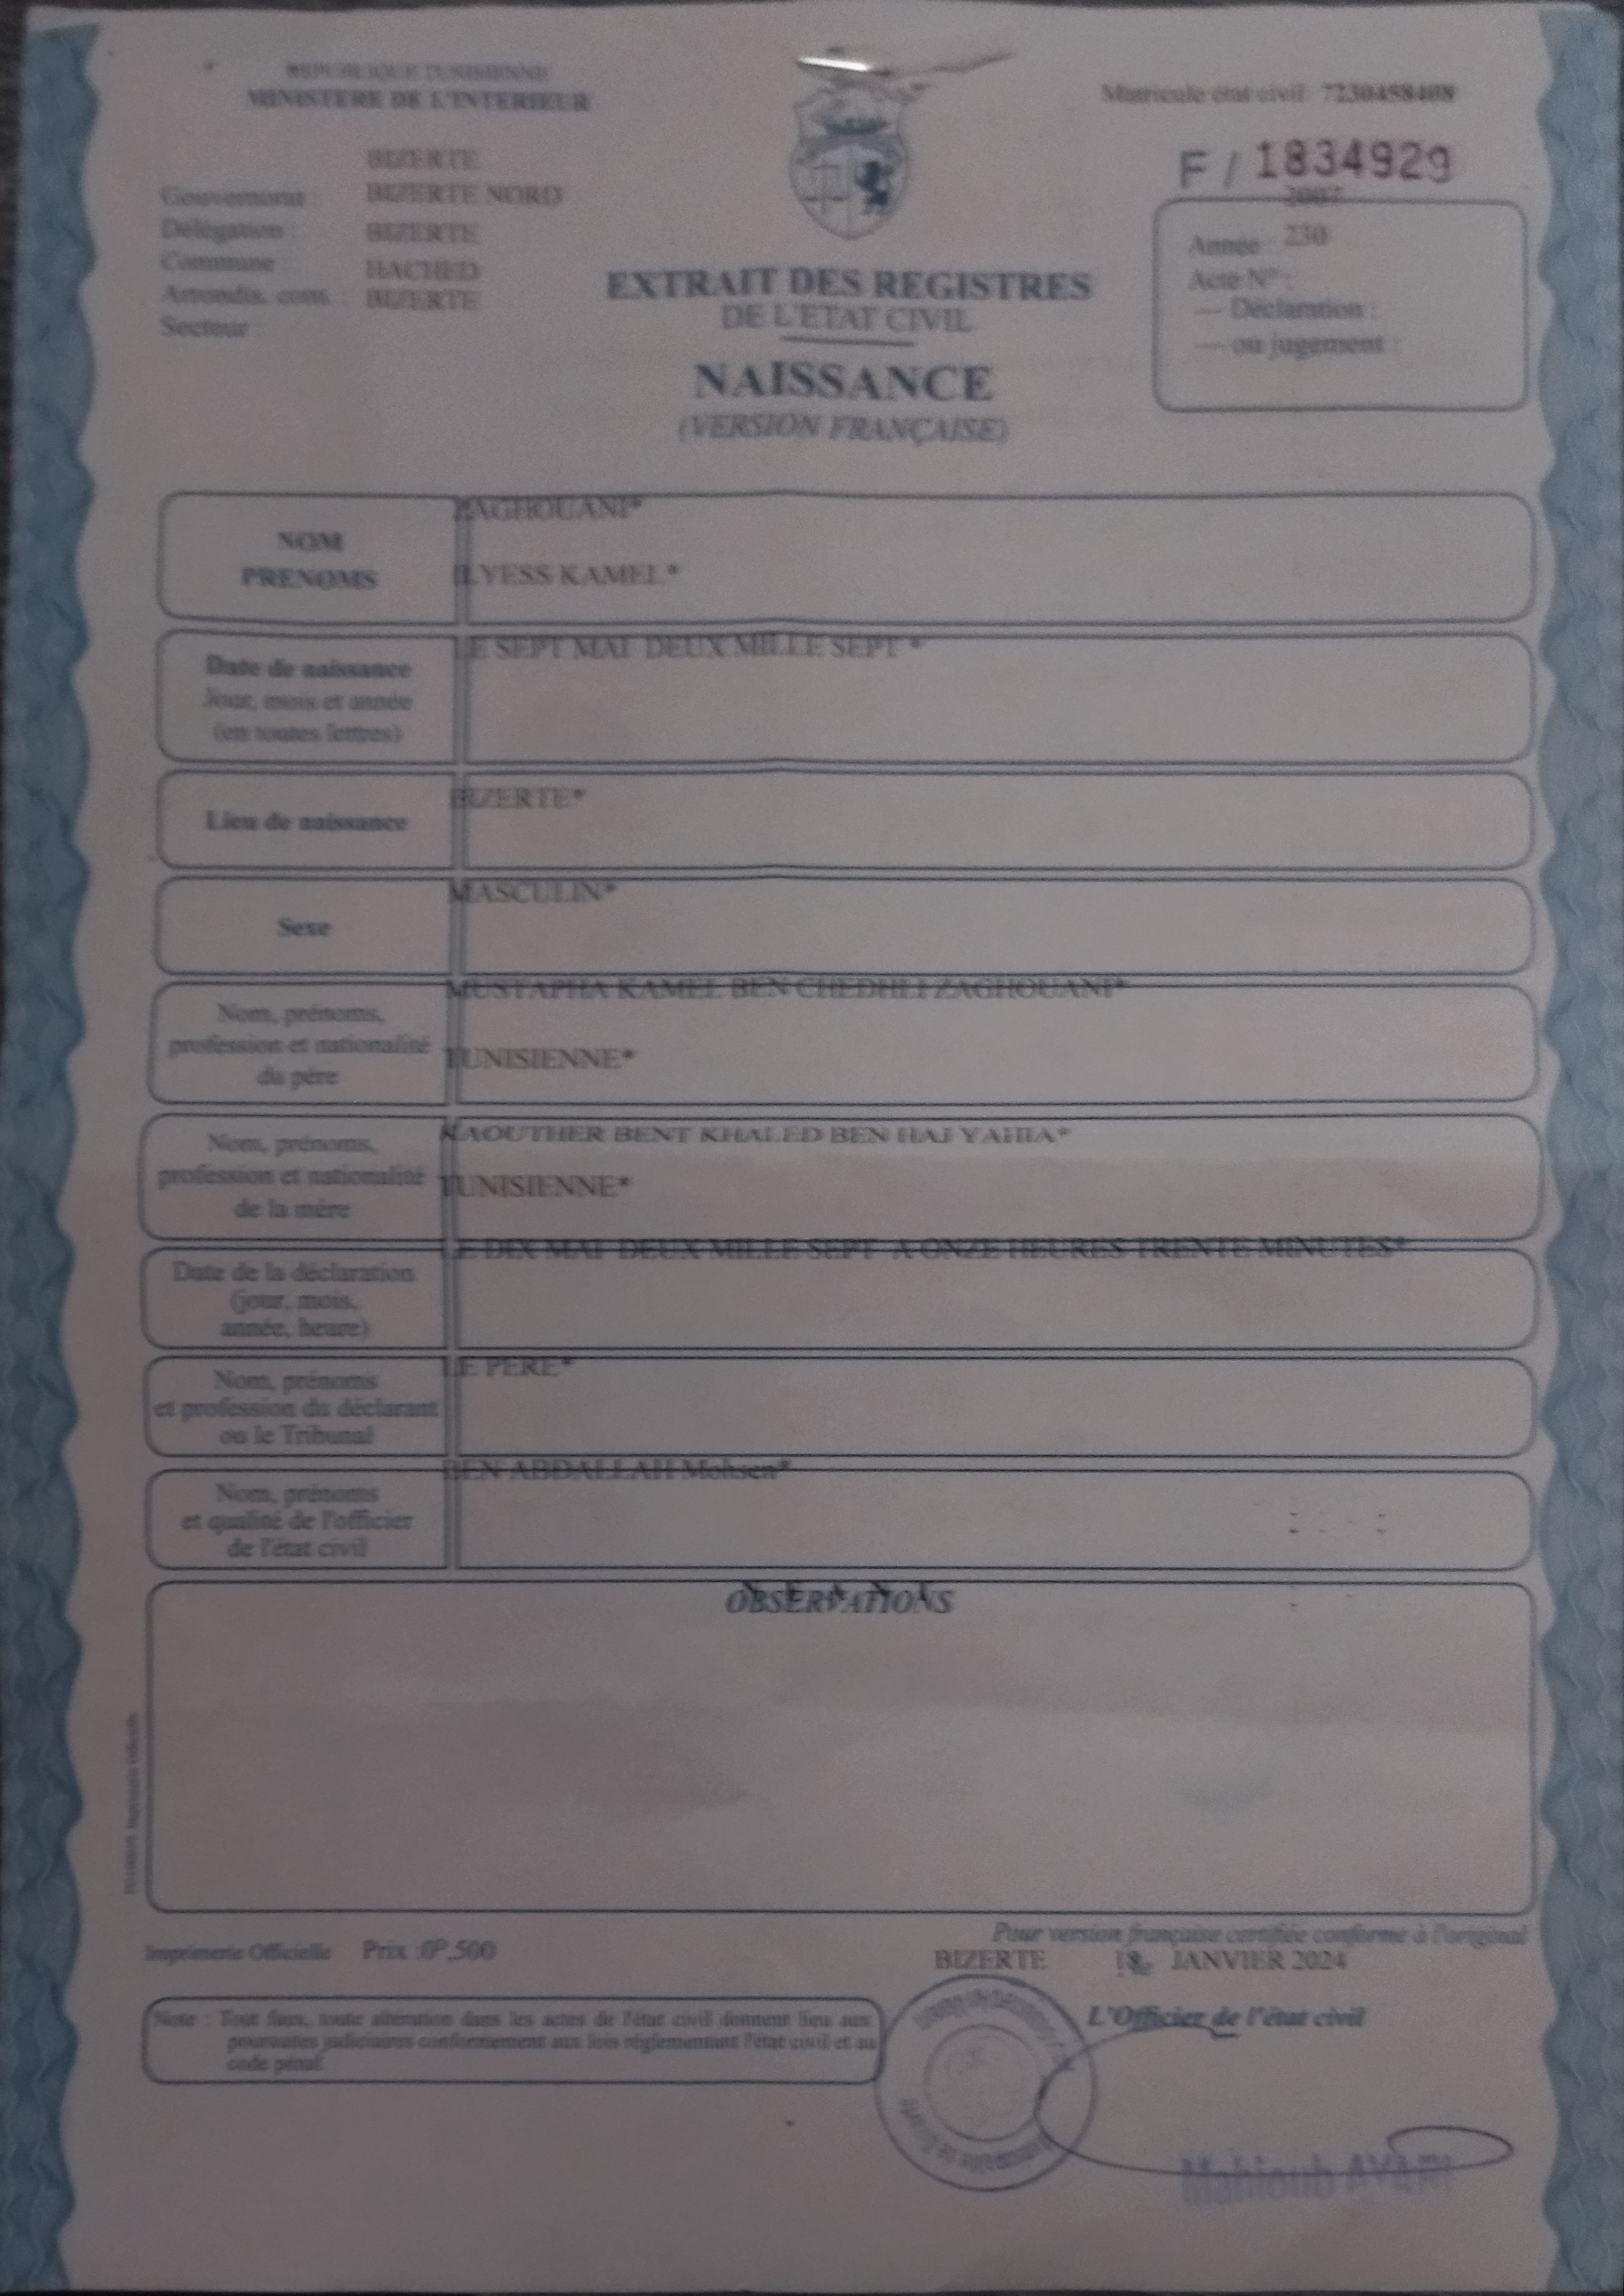 REPUBLIQUE TUNISIENNE
MINISTERE DE L'INTERIEUR
Matricule état civil 7230458408
F / 1834929
BIZERTE
Gouvernorat : BIZERTE NORD
Délégation : BIZERTE
Commune : HACHED
Arrondis. com. : BIZERTE
Secteur :
2007
Année : 230
Acte N° :
— Déclaration :
— ou jugement :
EXTRAIT DES REGISTRES
DE L'ETAT CIVIL
NAISSANCE
(VERSION FRANÇAISE)
NOM
PRENOMS
ZAGHOUANI*
ILYESS KAMEL*
Date de naissance
Jour, mois et année
(en toutes lettres)
LE SEPT MAI DEUX MILLE SEPT *
Lieu de naissance
BIZERTE*
Sexe
MASCULIN*
Nom, prénoms,
profession et nationalité
du père
MUSTAPHA KAMEL BEN CHEDHLI ZAGHOUANI*
TUNISIENNE*
Nom, prénoms,
profession et nationalité
de la mère
KAOUTHER BENT KHALED BEN HAJ YAHIA*
TUNISIENNE*
Date de la déclaration
(jour, mois,
année, heure)
LE DIX MAI DEUX MILLE SEPT A ONZE HEURES TRENTE MINUTES*
Nom, prénoms
et profession du déclarant
ou le Tribunal
LE PERE*
Nom, prénoms
et qualité de l'officier
de l'état civil
BEN ABDALLAH Mohsen*
OBSERVATIONS
N E A N T
Pour version française certifiée conforme à l'original
Imprimerie Officielle Prix :0D,500
BIZERTE 18 JANVIER 2024
L'Officier de l'état civil
Note : Tout faux, toute altération dans les actes de l'état civil donnent lieu aux
poursuites judiciaires conformement aux lois réglementant l'état civil et au
code pénal.
Mahjoub AYARI